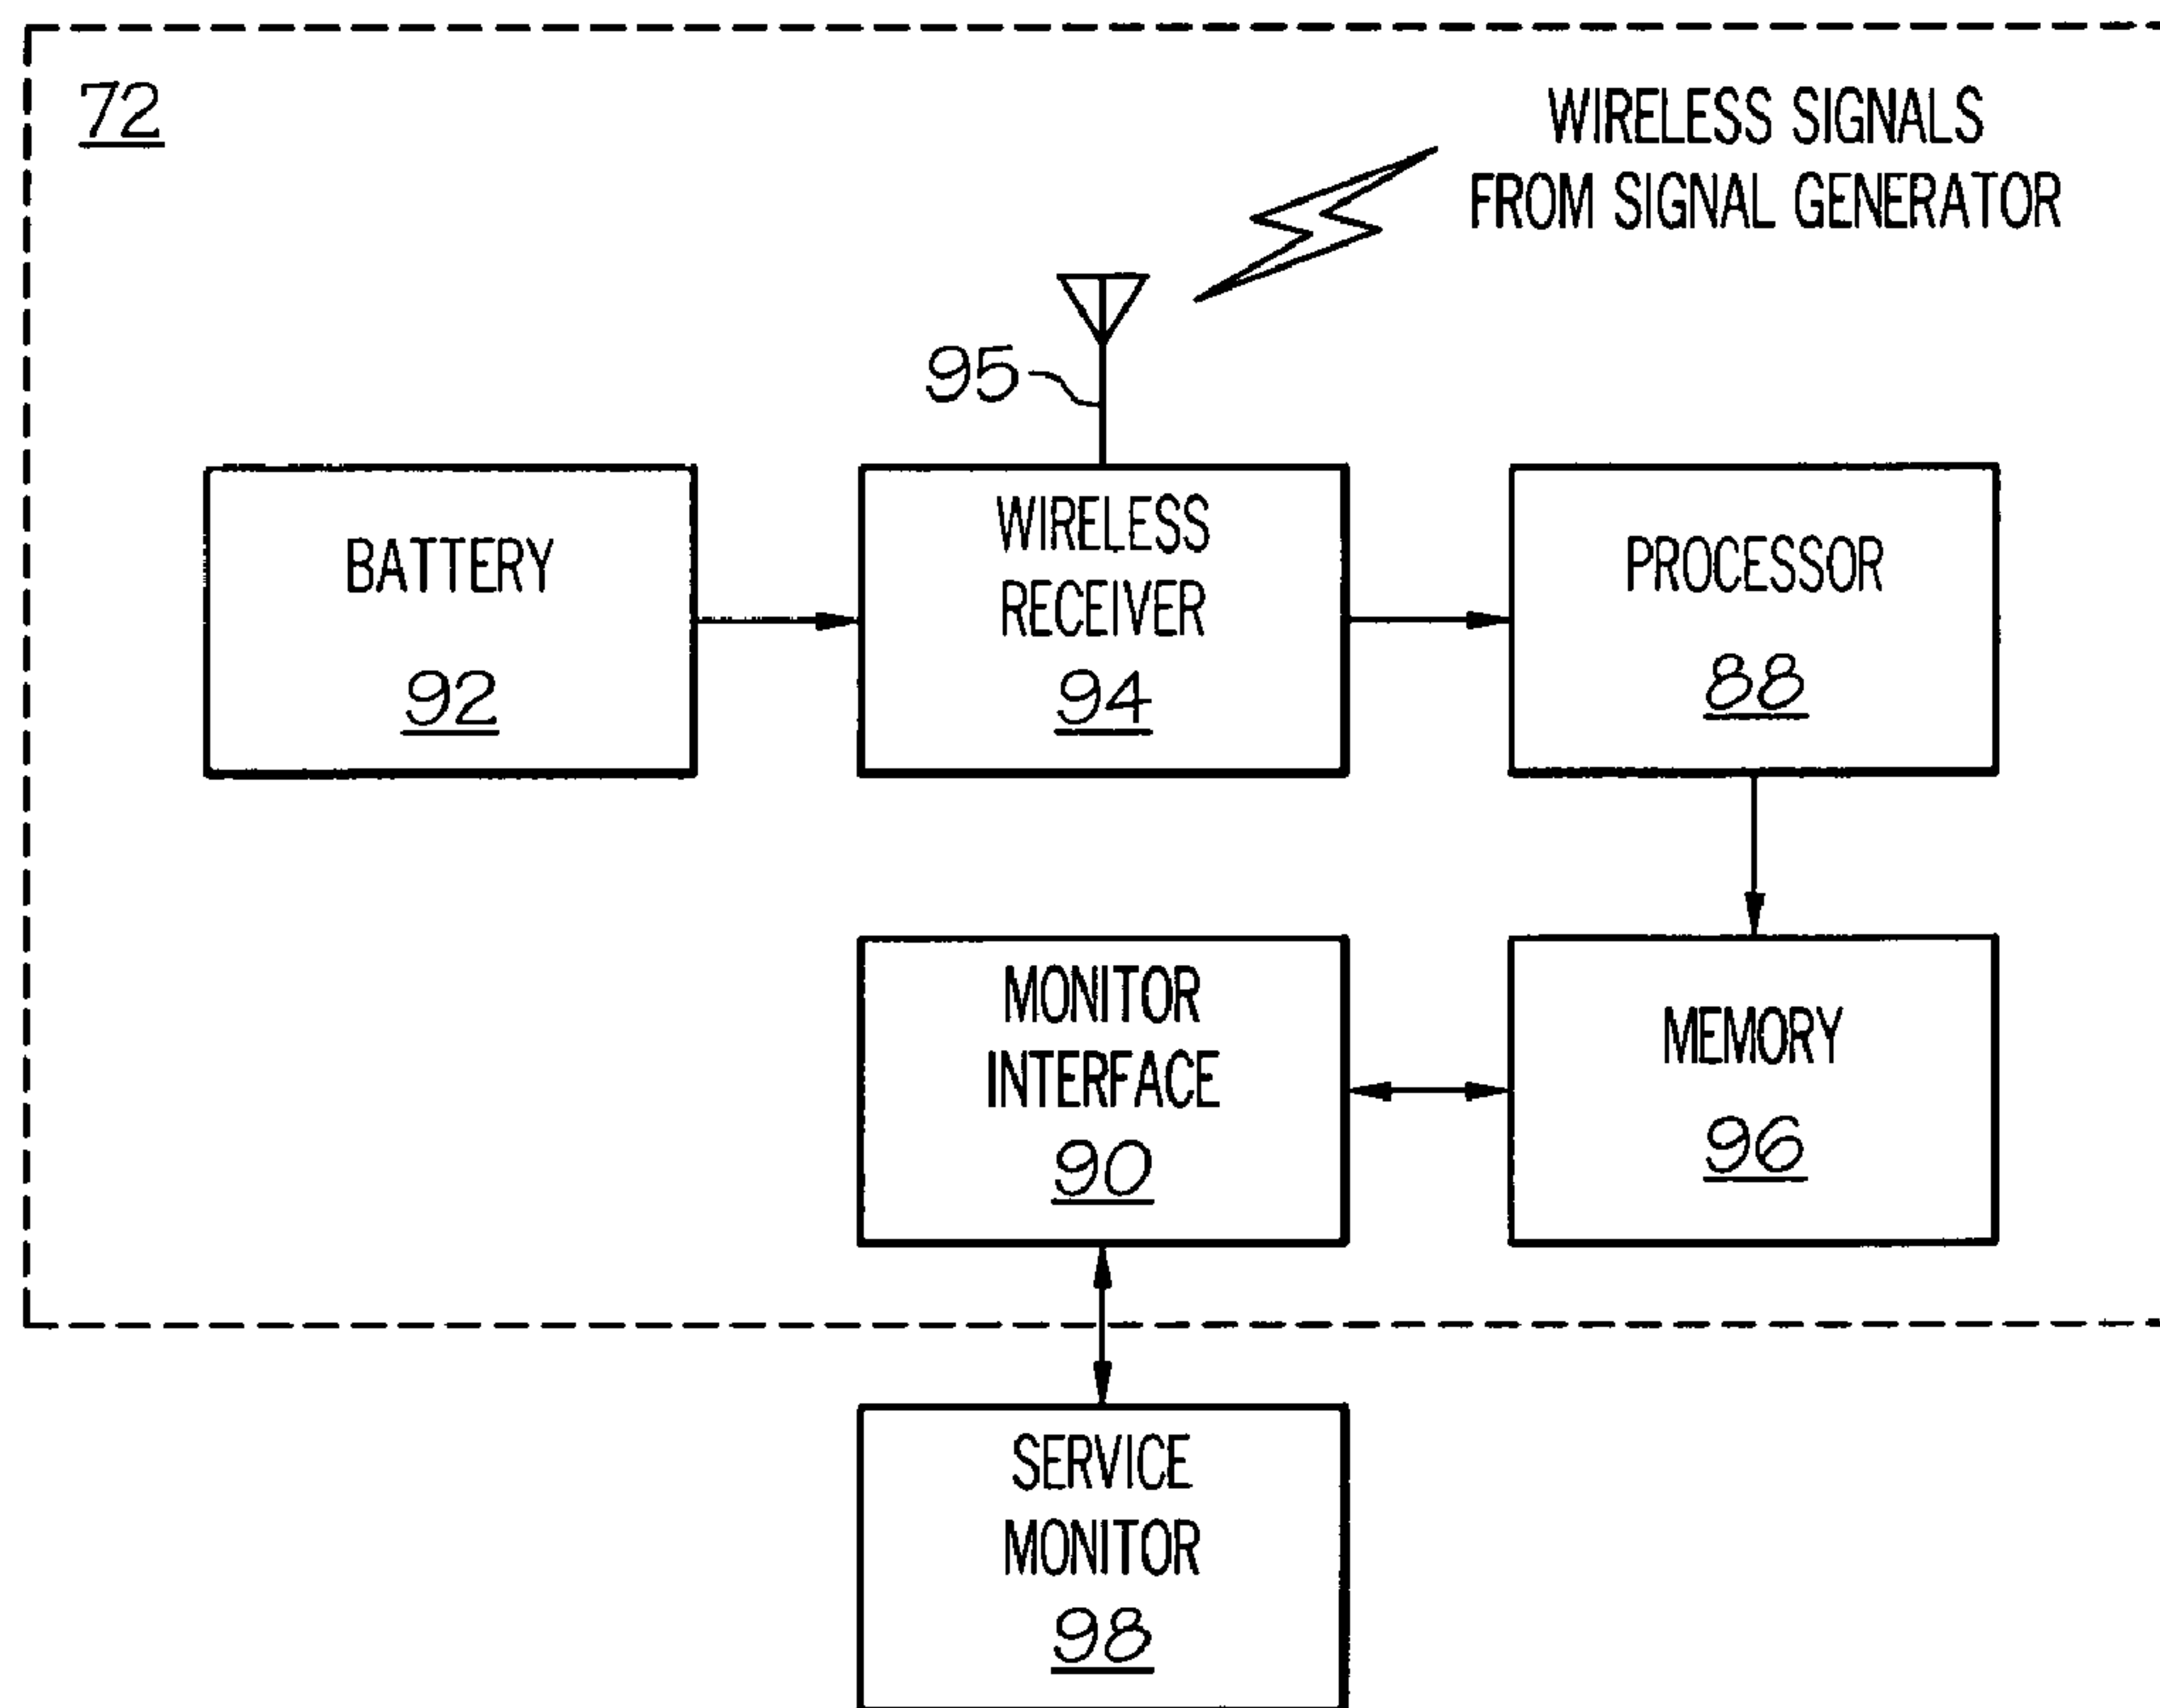 72
WIRELESS SIGNALS
FROM SIGNAL GENERATOR
95
BATTERY
92
WIRELESS
RECEIVER
94
PROCESSOR
88
MONITOR
INTERFACE
90
MEMORY
96
SERVICE
MONITOR
98